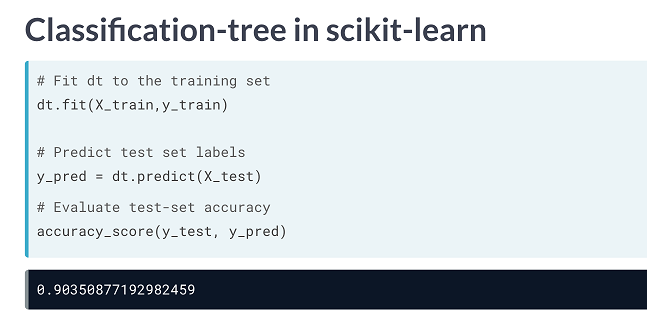 Classification-tree in scikit-learn
# Fit dt to the training set
dt.fit(X_train,y_train)
# Predict test set labels
y_pred = dt.predict(X_test)
# Evaluate test-set accuracy
accuracy_score(y_test, y_pred)
0.90350877192982459